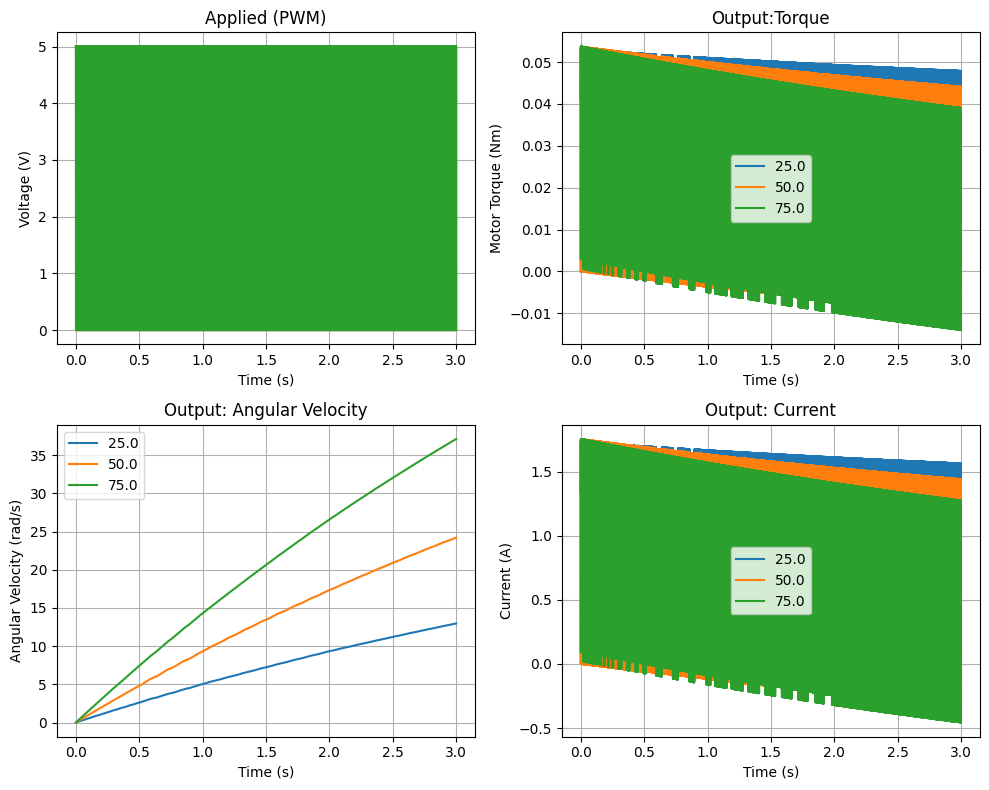 Applied (PWM)
Voltage (V)
5
4
3
2
1
0
0.0 0.5 1.0 1.5 2.0 2.5 3.0
Time (s)
Output:Torque
Motor Torque (Nm)
0.05
0.04
0.03
0.02
0.01
0.00
−0.01
25.0
50.0
75.0
0.0 0.5 1.0 1.5 2.0 2.5 3.0
Time (s)
Output: Angular Velocity
Angular Velocity (rad/s)
35
30
25
20
15
10
5
0
25.0
50.0
75.0
0.0 0.5 1.0 1.5 2.0 2.5 3.0
Time (s)
Output: Current
Current (A)
1.5
1.0
0.5
0.0
−0.5
25.0
50.0
75.0
0.0 0.5 1.0 1.5 2.0 2.5 3.0
Time (s)